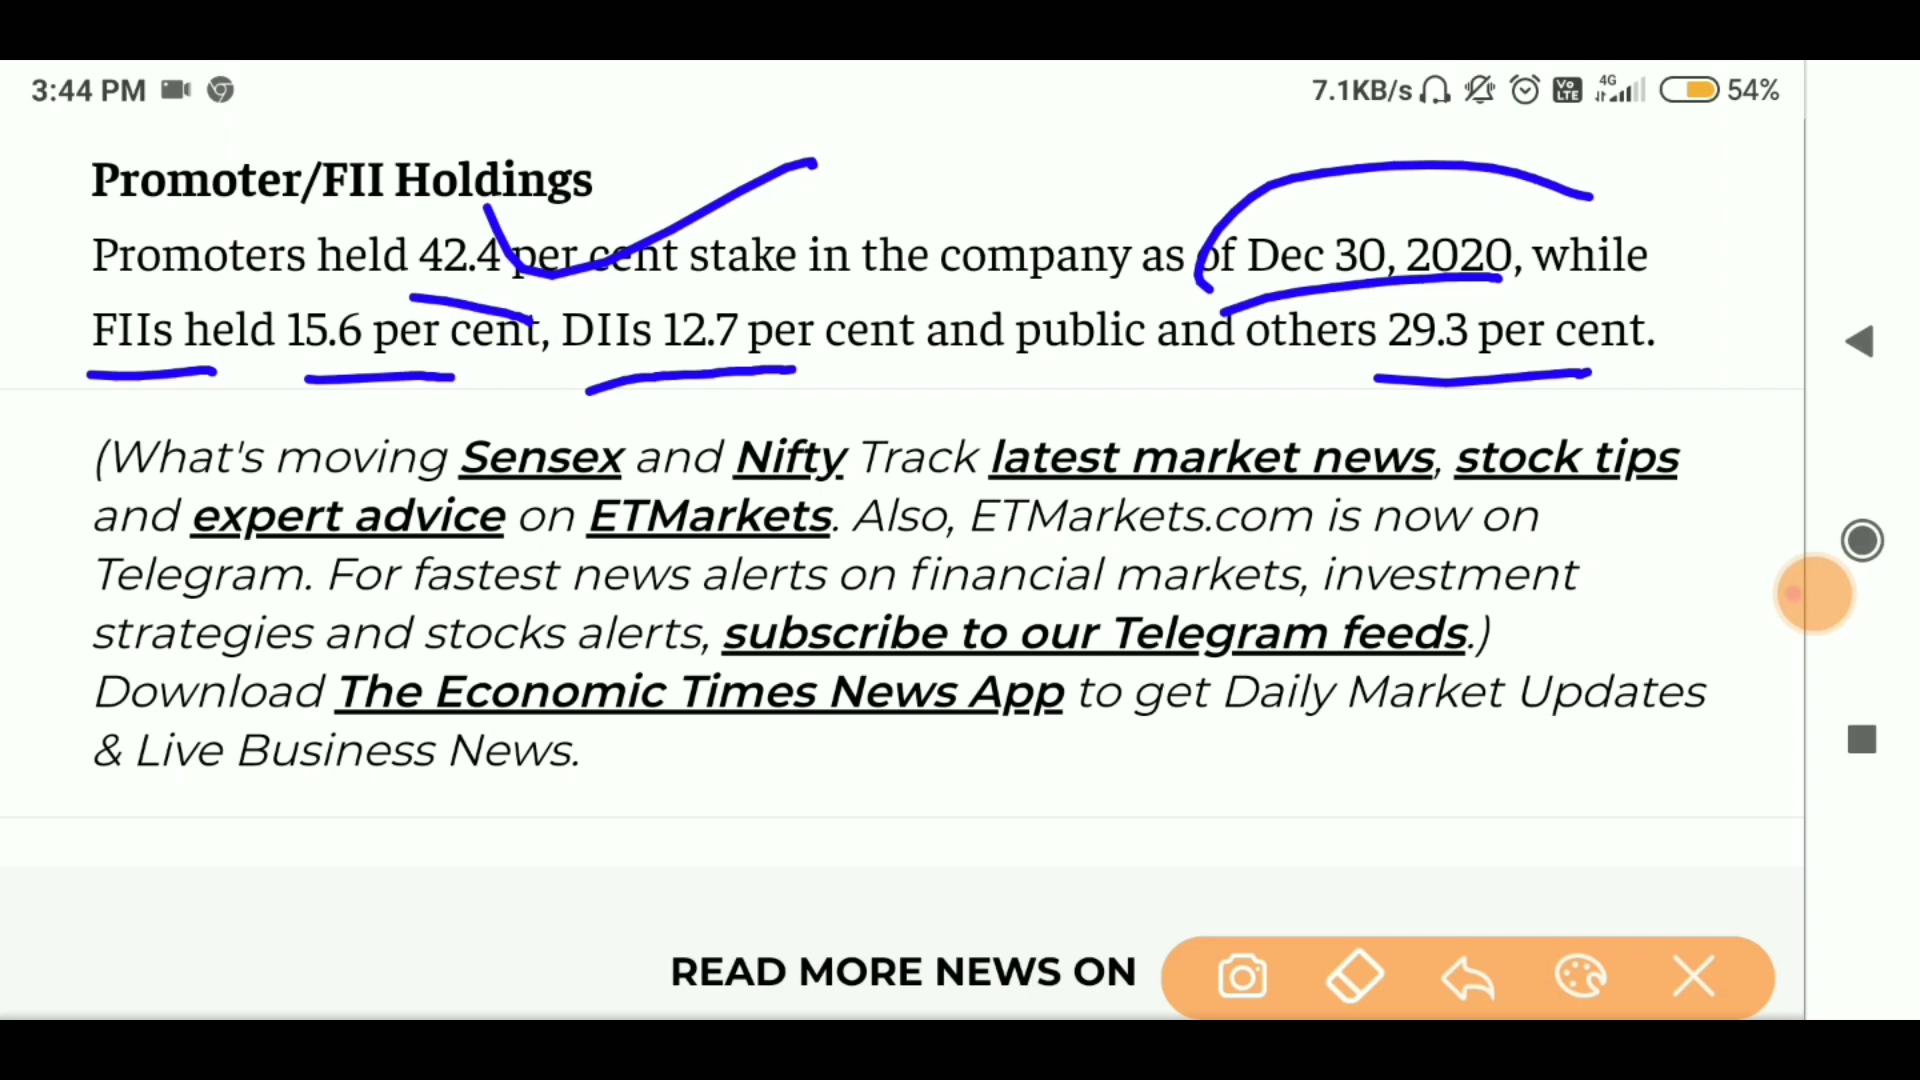 3:44 PM 7.1KB/s Vo LTE 4G 54%
Promoter/FII Holdings
Promoters held 42.4 per cent stake in the company as of Dec 30, 2020, while
FIIs held 15.6 per cent, DIIs 12.7 per cent and public and others 29.3 per cent.
(What's moving Sensex and Nifty Track latest market news, stock tips
and expert advice on ETMarkets. Also, ETMarkets.com is now on
Telegram. For fastest news alerts on financial markets, investment
strategies and stocks alerts, subscribe to our Telegram feeds.)
Download The Economic Times News App to get Daily Market Updates
& Live Business News.
READ MORE NEWS ON